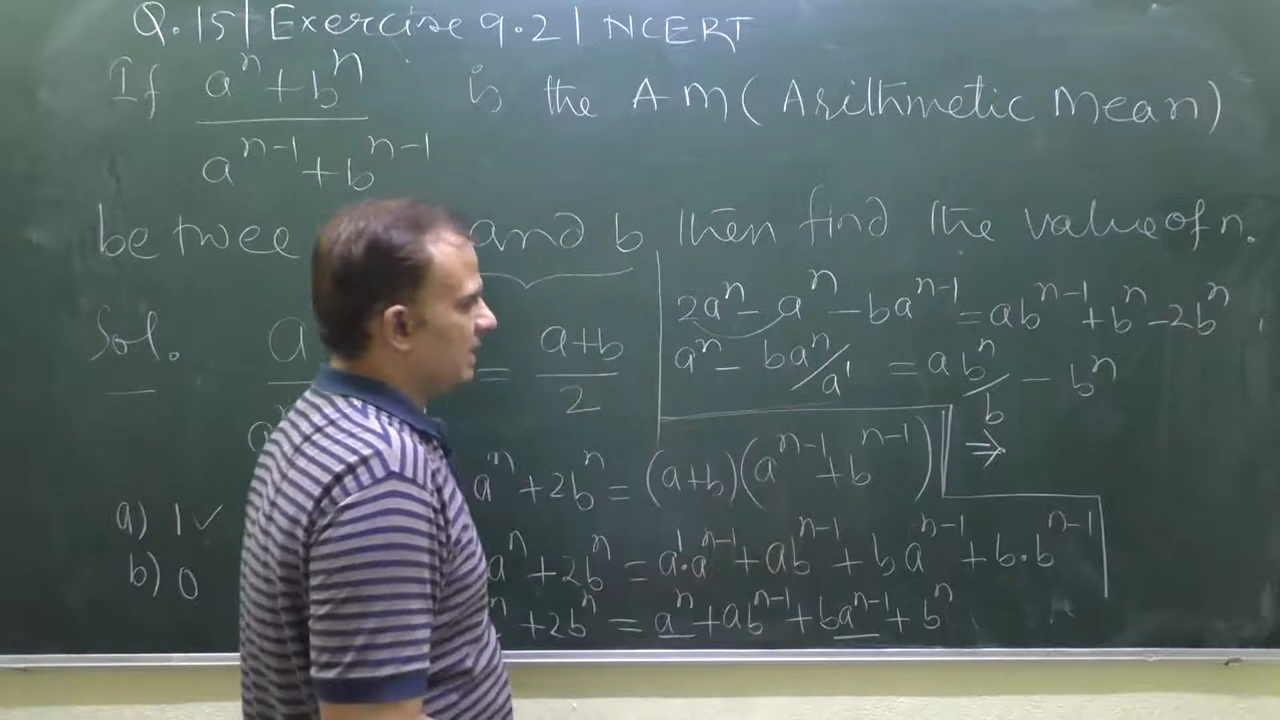 Q.15 | Exercise 9.2 | NCERT
If (a^n + b^n) / (a^(n-1) + b^(n-1)) is the AM (Arithmetic Mean)
betwee and b then find the value of n.
Sol. a = (a+b)/2
a^n + 2b^n = (a+b)(a^(n-1) + b^(n-1))
a^n + 2b^n = a^1·a^(n-1) + ab^(n-1) + ba^(n-1) + b·b^(n-1)
^n + 2b^n = a^n + ab^(n-1) + ba^(n-1) + b^n
a) 1 ✓
b) 0
2a^n - a^n - ba^(n-1) = ab^(n-1) + b^n - 2b^n
a^n - ba^n/a^1 = ab^n/b - b^n
⇒